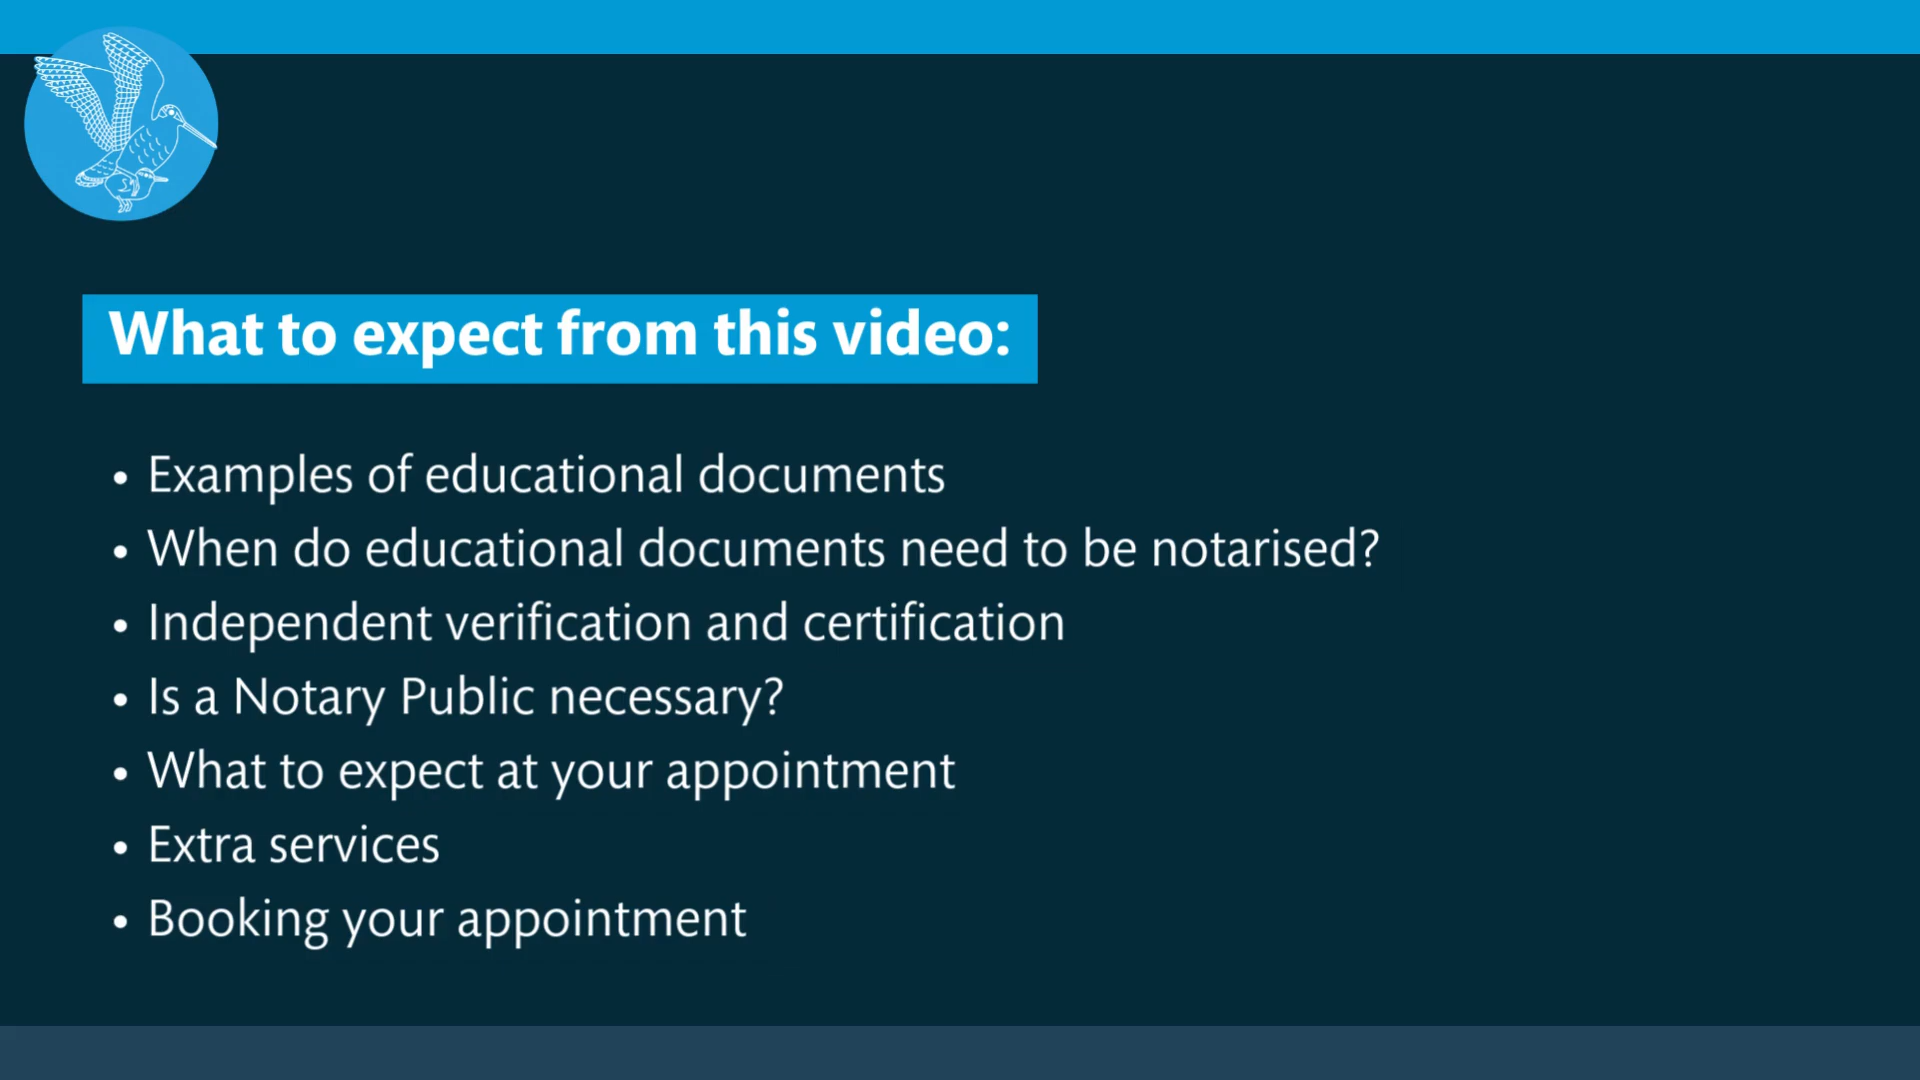 What to expect from this video:
• Examples of educational documents
• When do educational documents need to be notarised?
• Independent verification and certification
• Is a Notary Public necessary?
• What to expect at your appointment
• Extra services
• Booking your appointment